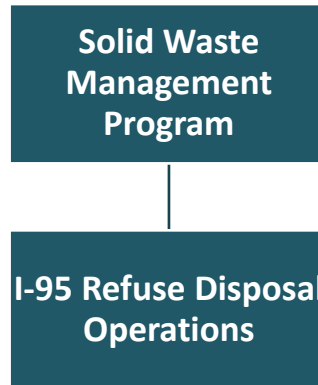 Solid Waste
Management
Program
I-95 Refuse Disposal
Operations